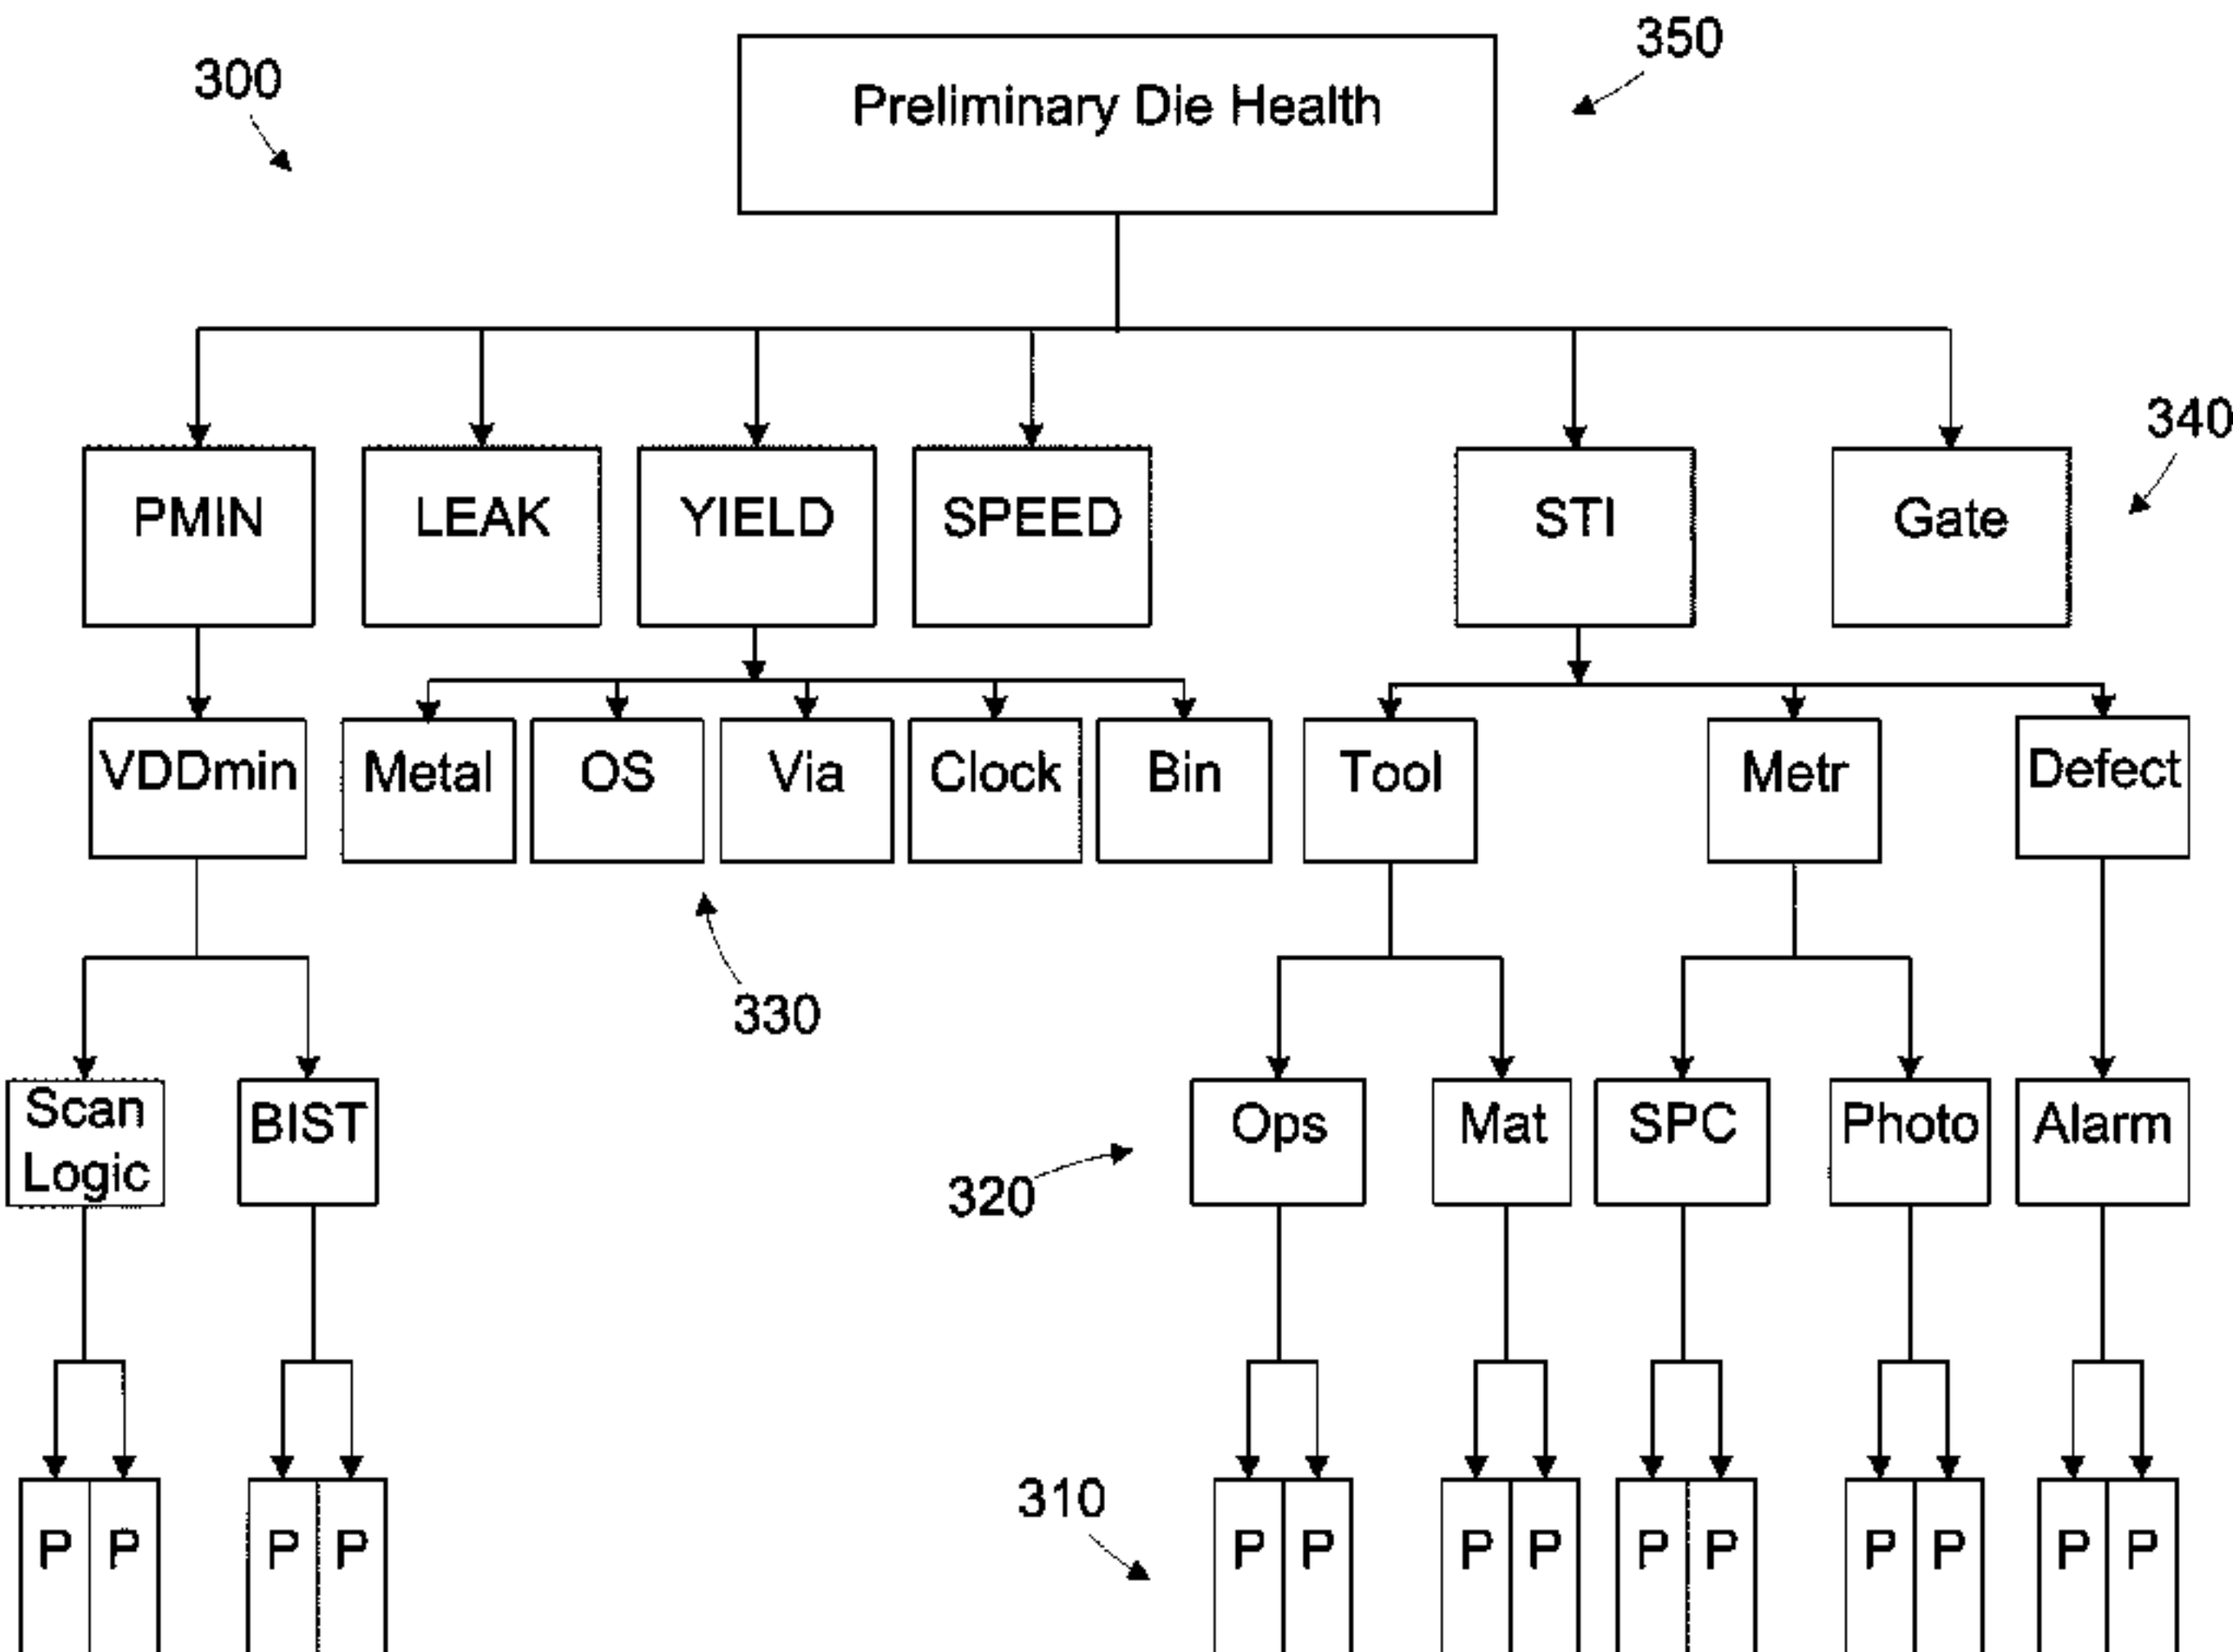 350
300
Preliminary Die Health
340
PMIN
LEAK
YIELD
SPEED
STI
Gate
VDDmin
Metal
OS
Via
Clock
Bin
Tool
Metr
Defect
330
Scan
Logic
BIST
320
Ops
Mat
SPC
Photo
Alarm
310
P P
P P
P P
P P
P P
P P
P P